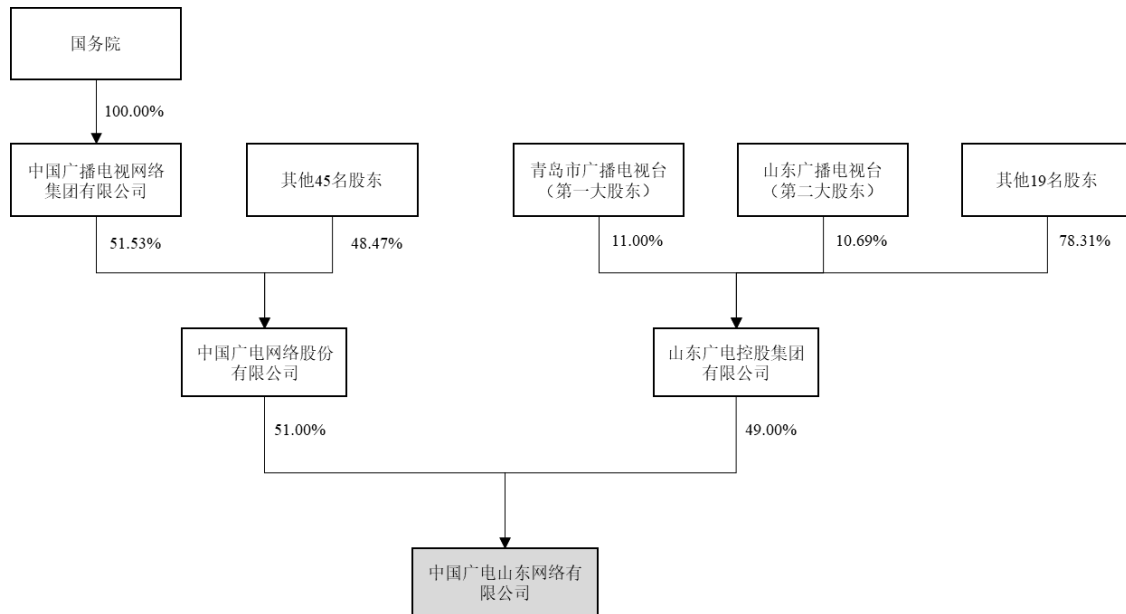 国务院
100.00%
中国广播电视网络
集团有限公司
其他45名股东
青岛市广播电视台
（第一大股东）
山东广播电视台
（第二大股东）
其他19名股东
51.53%
48.47%
11.00%
10.69%
78.31%
中国广电网络股份
有限公司
山东广电控股集团
有限公司
51.00%
49.00%
中国广电山东网络有
限公司